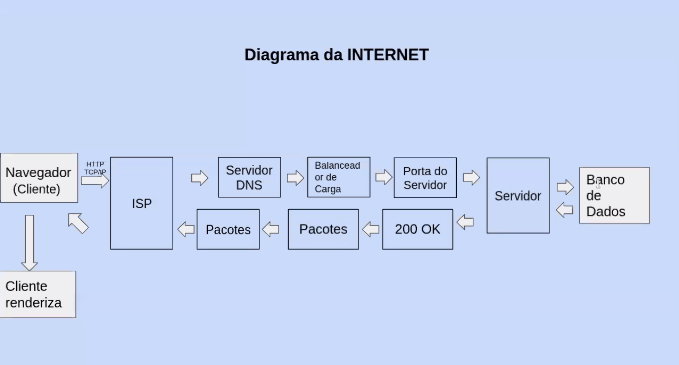 Diagrama da INTERNET
Navegador
(Cliente)
HTTP
TCP/IP
ISP
Servidor
DNS
Balancead
or de
Carga
Porta do
Servidor
Servidor
Banco
de
Dados
Pacotes
Pacotes
200 OK
Cliente
renderiza